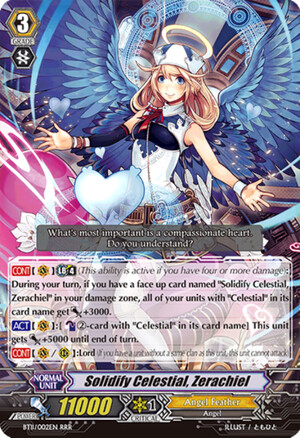 3
GRADE
What's most important is a compassionate heart.
Do you understand?
CONT [ ] LB 4 (This ability is active if you have four or more damage) :
During your turn, if you have a face up card named "Solidify Celestial,
Zerachiel" in your damage zone, all of your units with "Celestial" in its
card name get +3000.
ACT [ ] [ 2-card with "Celestial" in its card name] This unit
gets +5000 until end of turn.
CONT [ ]:Lord (If you have a unit without a same clan as this unit, this unit cannot attack)
NORMAL
UNIT
Solidify Celestial, Zerachiel
POWER
11000
1
CRITICAL
Angel Feather
Angel
BT11/002EN RRR
ILLUST / ともひと